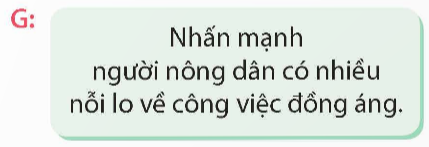 G:
Nhấn mạnh
người nông dân có nhiều
nỗi lo về công việc đồng áng.